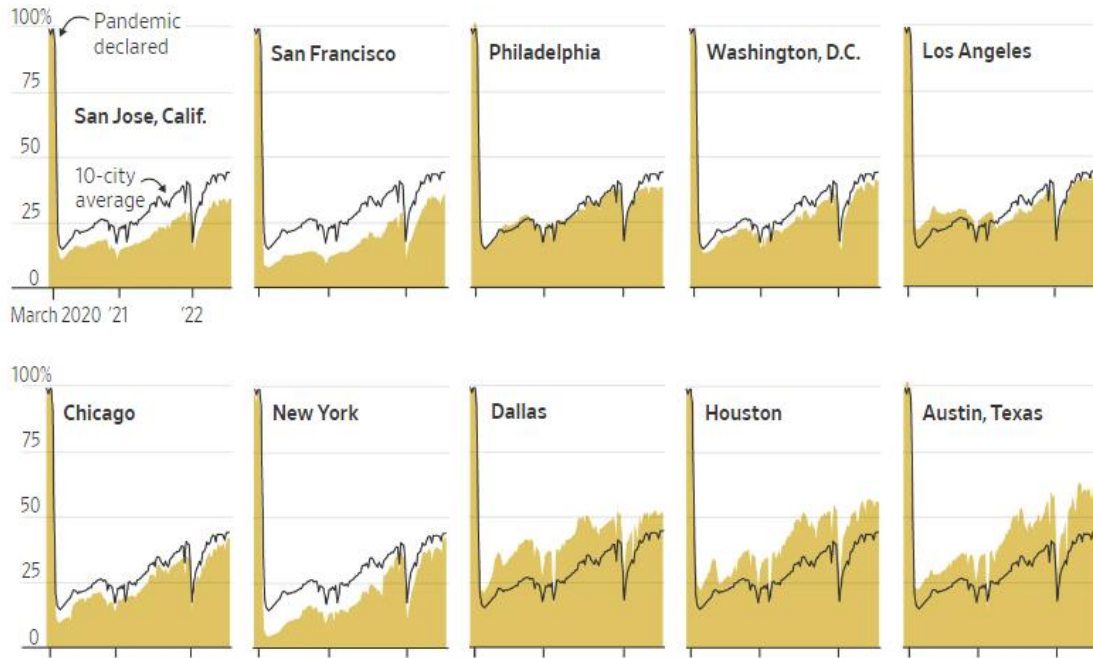 100%
Pandemic
declared
San Francisco
Philadelphia
Washington, D.C.
Los Angeles
75
San Jose, Calif.
50
10-city
average
25
0
March 2020 '21 '22
100%
Chicago
New York
Dallas
Houston
Austin, Texas
75
50
25
0